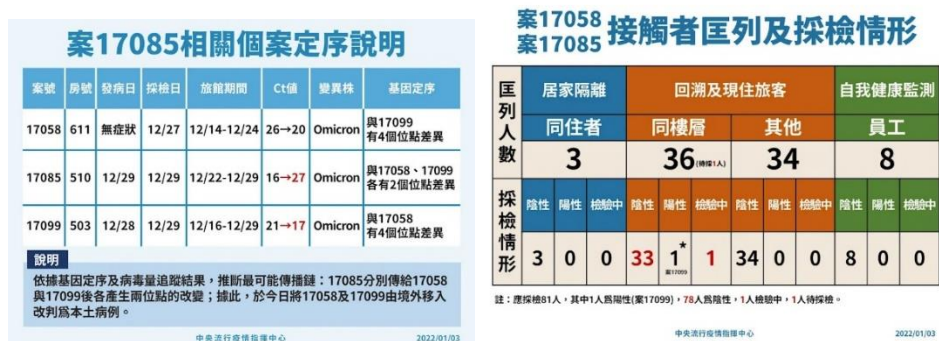 案17085相關個案定序說明
案號 房號 發病日 採檢日 旅館期間 Ct值 變異株 基因定序
17058 611 無症狀 12/27 12/14-12/24 26→20 Omicron 與17099
有4個位點差異
17085 510 12/29 12/29 12/22-12/29 16→27 Omicron 與17058、17099
各有2個位點差異
17099 503 12/28 12/29 12/16-12/29 21→17 Omicron 與17058
有4個位點差異
說明
依據基因定序及病毒量追蹤結果，推斷最可能傳播鏈：17085分別傳給17058
與17099後各產生兩位點的改變；據此，於今日將17058及17099由境外移入
改判為本土病例。
中央流行疫情指揮中心 2022/01/03
案17058
案17085 接觸者匡列及採檢情形
匡列人數 居家隔離 回溯及現住旅客 自我健康監測
同住者 同樓層 其他 員工
3 36(待採1人) 34 8
採檢情形 陰性 陽性 檢驗中 陰性 陽性 檢驗中 陰性 陽性 檢驗中 陰性 陽性 檢驗中
3 0 0 33 1★ 1 34 0 0 8 0 0
案17099
註：應採檢81人，其中1人為陽性(案17099)，78人為陰性，1人檢驗中，1人待採檢。
中央流行疫情指揮中心 2022/01/03